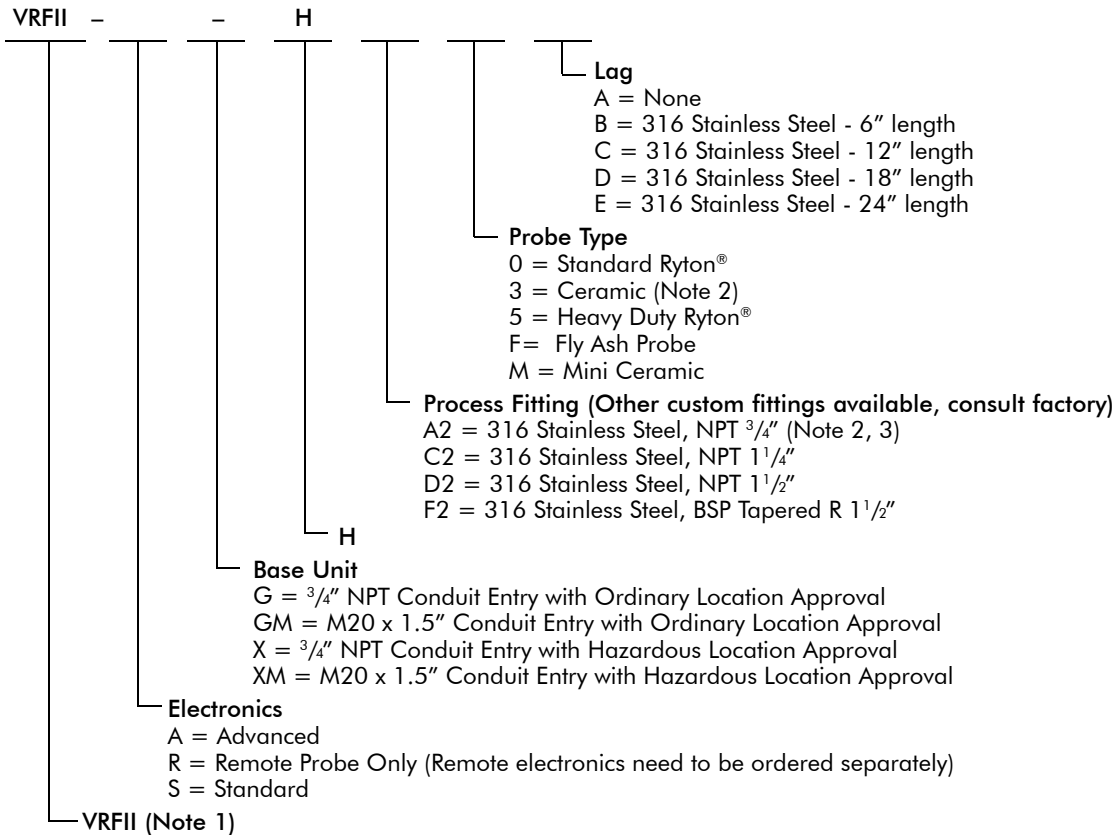 VRFII – – H
Lag
A = None
B = 316 Stainless Steel - 6″ length
C = 316 Stainless Steel - 12″ length
D = 316 Stainless Steel - 18″ length
E = 316 Stainless Steel - 24″ length
Probe Type
0 = Standard Ryton®
3 = Ceramic (Note 2)
5 = Heavy Duty Ryton®
F= Fly Ash Probe
M = Mini Ceramic
Process Fitting (Other custom fittings available, consult factory)
A2 = 316 Stainless Steel, NPT 3/4″ (Note 2, 3)
C2 = 316 Stainless Steel, NPT 1 1/4″
D2 = 316 Stainless Steel, NPT 1 1/2″
F2 = 316 Stainless Steel, BSP Tapered R 1 1/2″
H
Base Unit
G = 3/4″ NPT Conduit Entry with Ordinary Location Approval
GM = M20 x 1.5″ Conduit Entry with Ordinary Location Approval
X = 3/4″ NPT Conduit Entry with Hazardous Location Approval
XM = M20 x 1.5″ Conduit Entry with Hazardous Location Approval
Electronics
A = Advanced
R = Remote Probe Only (Remote electronics need to be ordered separately)
S = Standard
VRFII (Note 1)